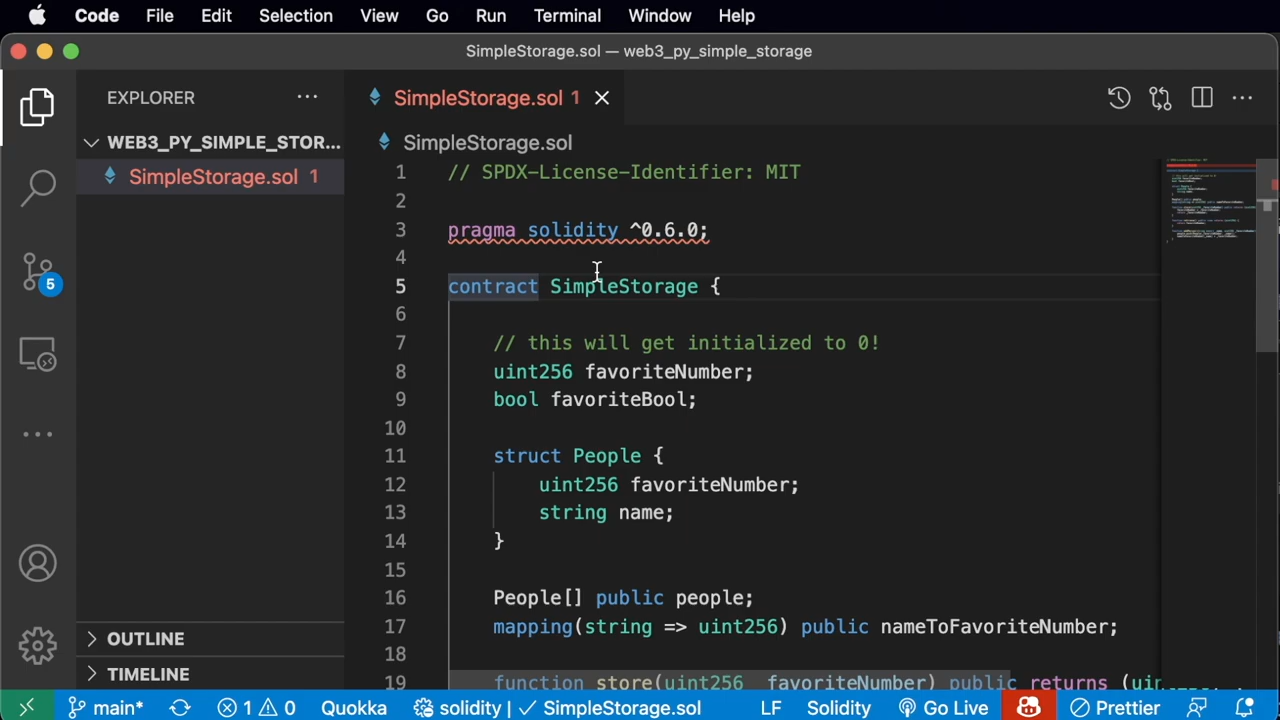 Code File Edit Selection View Go Run Terminal Window Help
SimpleStorage.sol — web3_py_simple_storage
EXPLORER ···
SimpleStorage.sol 1
WEB3_PY_SIMPLE_STOR...
SimpleStorage.sol 1
SimpleStorage.sol
1 // SPDX-License-Identifier: MIT
2
3 pragma solidity ^0.6.0;
4
5 contract SimpleStorage {
6
7 // this will get initialized to 0!
8 uint256 favoriteNumber;
9 bool favoriteBool;
10
11 struct People {
12 uint256 favoriteNumber;
13 string name;
14 }
15
16 People[] public people;
17 mapping(string => uint256) public nameToFavoriteNumber;
18
19 function store(uint256 _favoriteNumber) public returns (uin
5
OUTLINE
TIMELINE
main* 1 0 Quokka solidity | ✓ SimpleStorage.sol LF Solidity Go Live Prettier